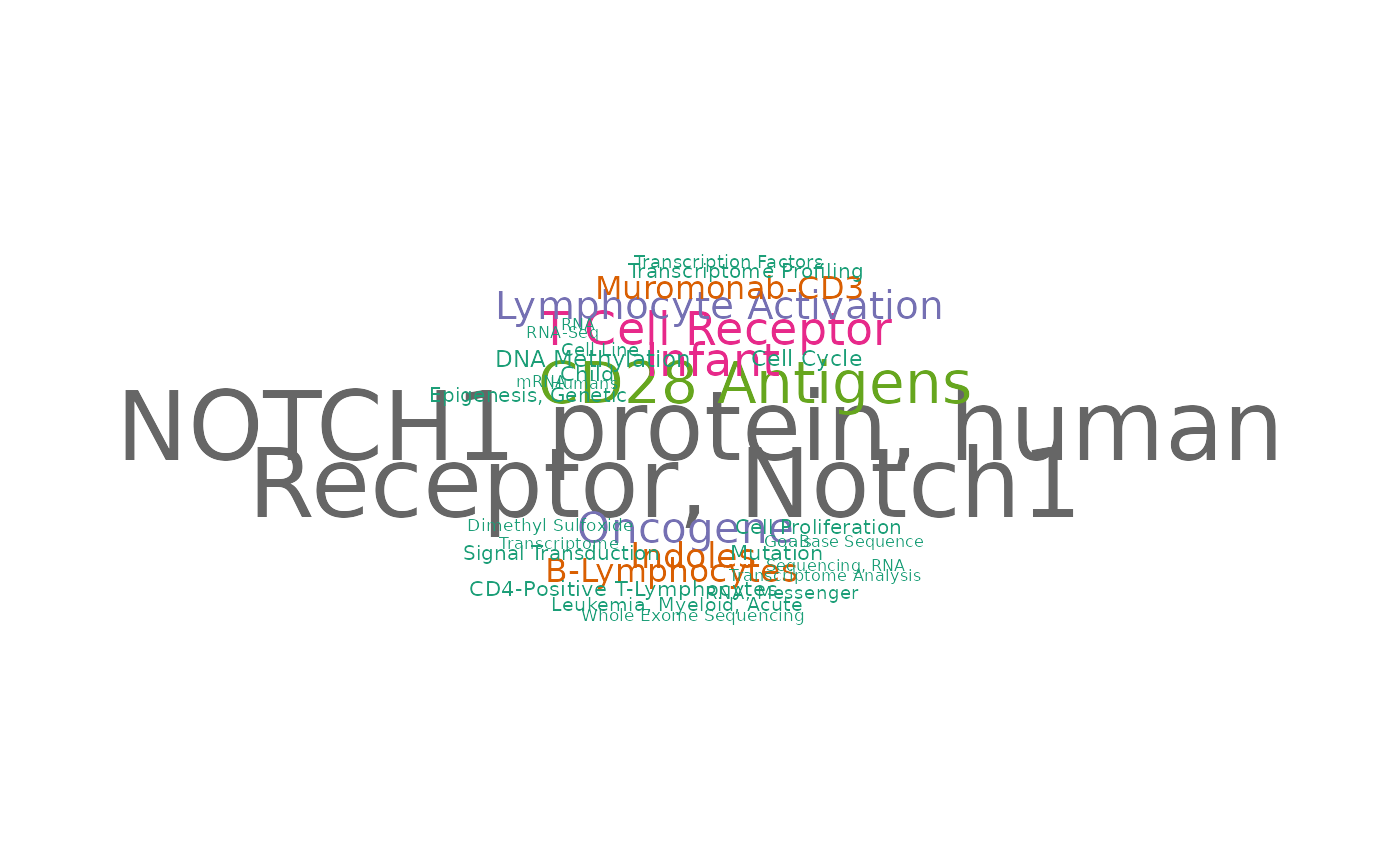 Transcription Factors
Transcriptome Profiling
Muromonab-CD3
Lymphocyte Activation
RNA
T Cell Receptor
RNA-Seq
Cell Line
DNA Methylation
Infant
Cell Cycle
Child
mRNA
Humans
CD28 Antigens
Epigenesis, Genetic
NOTCH1 protein, human
Receptor, Notch1
Dimethyl Sulfoxide
Oncogene
Cell Proliferation
Transcriptome
Goals
Base Sequence
Signal Transduction
Indoles
Mutation
Sequencing, RNA
B-Lymphocytes
Transcriptome Analysis
CD4-Positive T-Lymphocytes
RNA, Messenger
Leukemia, Myeloid, Acute
Whole Exome Sequencing